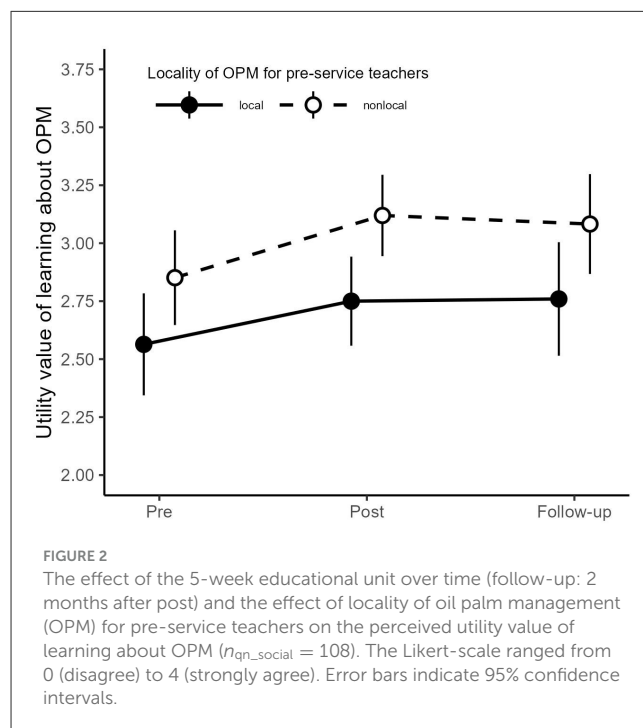 Utility value of learning about OPM
3.75
3.50
3.25
3.00
2.75
2.50
2.25
2.00
Locality of OPM for pre-service teachers
local nonlocal
Pre Post Follow-up
FIGURE 2
The effect of the 5-week educational unit over time (follow-up: 2
months after post) and the effect of locality of oil palm management
(OPM) for pre-service teachers on the perceived utility value of
learning about OPM (nqn_social = 108). The Likert-scale ranged from
0 (disagree) to 4 (strongly agree). Error bars indicate 95% confidence
intervals.